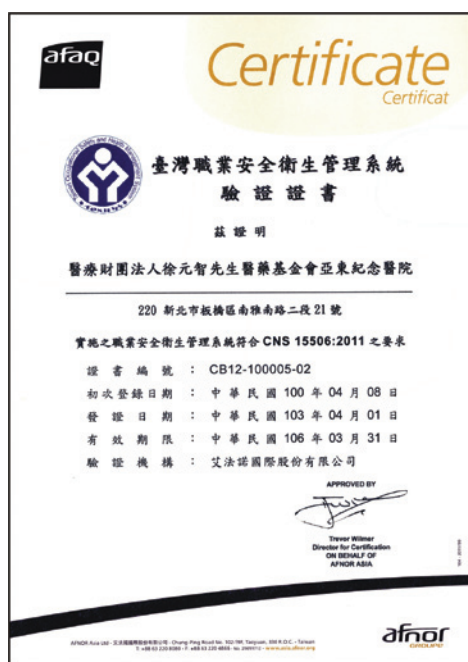 afaq
Certificate
Certificat
臺灣職業安全衛生管理系統
驗證證書
茲證明
醫療財團法人徐元智先生醫藥基金會亞東紀念醫院
220 新北市板橋區南雅南路二段 21 號
實施之職業安全衛生管理系統符合 CNS 15506:2011 之要求
證書編號 : CB12-100005-02
初次登錄日期 : 中華民國 100 年 04 月 08 日
發證日期 : 中華民國 103 年 04 月 01 日
有效期限 : 中華民國 106 年 03 月 31 日
驗證機構 : 艾法諾國際股份有限公司
APPROVED BY
Trevor Wilmer
Director for Certification
ON BEHALF OF
AFNOR ASIA
afnor
GROUPE